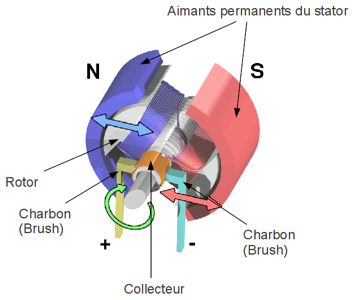 Aimants permanents du stator
N
S
Rotor
Charbon
(Brush)
+
-
Charbon
(Brush)
Collecteur